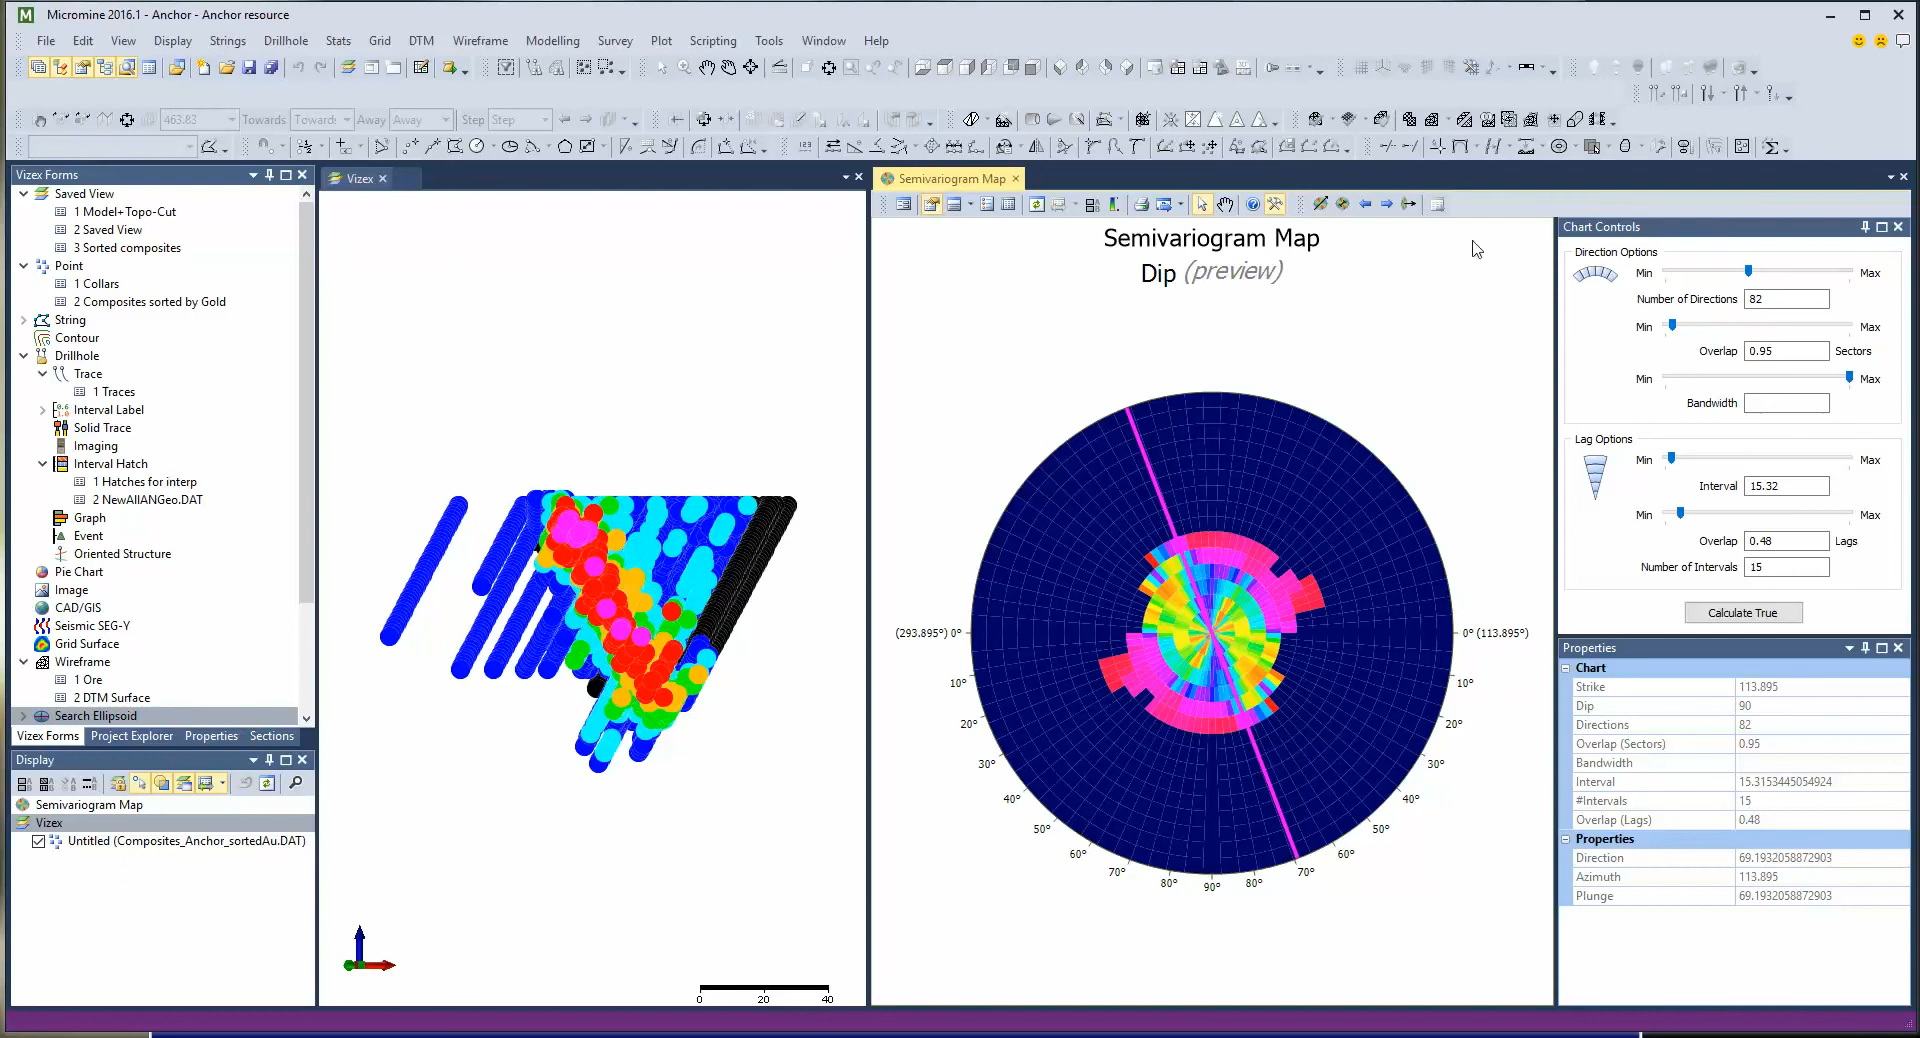 Micromine 2016.1 - Anchor - Anchor resource
File Edit View Display Strings Drillhole Stats Grid DTM Wireframe Modelling Survey Plot Scripting Tools Window Help
463.83 Towards Towards Away Away Step Step
Vizex Forms
Saved View
1 Model+Topo-Cut
2 Saved View
3 Sorted composites
Point
1 Collars
2 Composites sorted by Gold
String
Contour
Drillhole
Trace
1 Traces
Interval Label
Solid Trace
Imaging
Interval Hatch
1 Hatches for interp
2 NewAllANGeo.DAT
Graph
Event
Oriented Structure
Pie Chart
Image
CAD/GIS
Seismic SEG-Y
Grid Surface
Wireframe
1 Ore
2 DTM Surface
Search Ellipsoid
Vizex Forms Project Explorer Properties Sections
Display
Semivariogram Map
Vizex
Untitled (Composites_Anchor_sortedAu.DAT)
Vizex
0 20 40
Semivariogram Map
Semivariogram Map
Dip (preview)
(293.895°) 0° 0° (113.895°)
10° 10°
20° 20°
30° 30°
40° 40°
50° 50°
60° 60°
70° 80° 90° 80° 70°
Chart Controls
Direction Options
Min Max
Number of Directions 82
Min Max
Overlap 0.95 Sectors
Min Max
Bandwidth
Lag Options
Min Max
Interval 15.32
Min Max
Overlap 0.48 Lags
Number of Intervals 15
Calculate True
Properties
Chart
Strike 113.895
Dip 90
Directions 82
Overlap (Sectors) 0.95
Bandwidth
Interval 15.3153445054924
#Intervals 15
Overlap (Lags) 0.48
Properties
Direction 69.1932058872903
Azimuth 113.895
Plunge 69.1932058872903